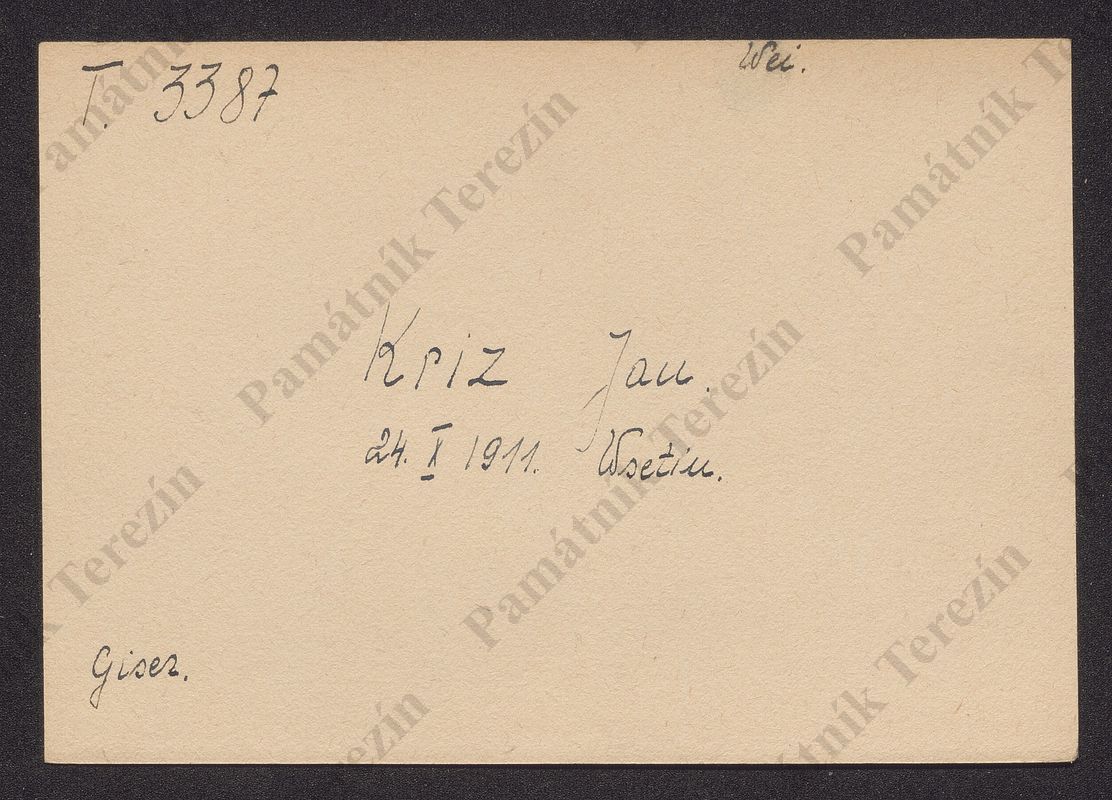 T. 3387
Wei.
Kriz Jan.
24. X 1911. Wsetin.
Giser.
Památník Terezín